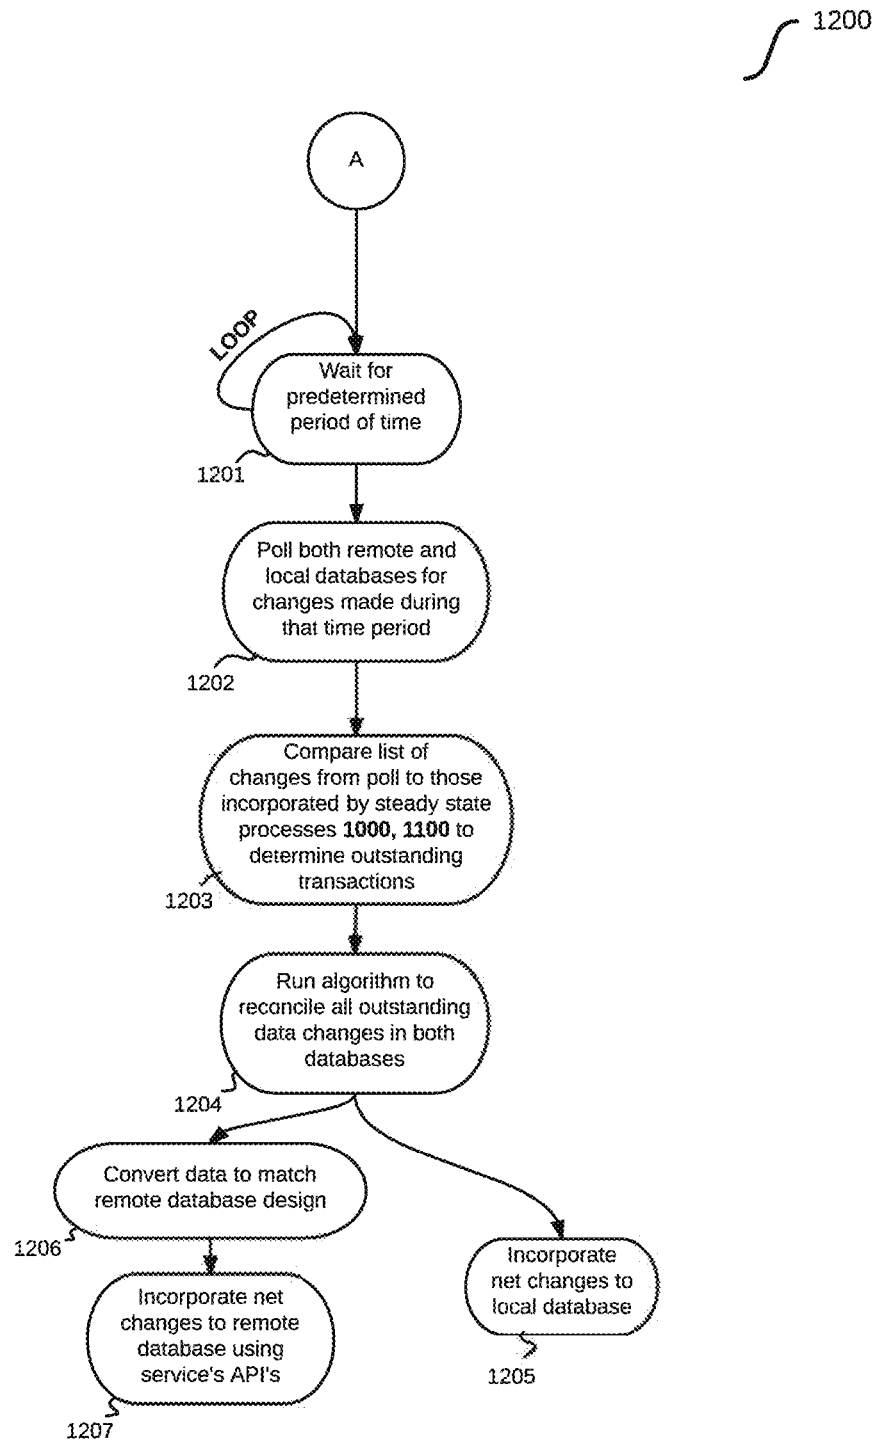 1200
A
LOOP
Wait for
predetermined
period of time
1201
Poll both remote and
local databases for
changes made during
that time period
1202
Compare list of
changes from poll to those
incorporated by steady state
processes 1000, 1100 to
determine outstanding
transactions
1203
Run algorithm to
reconcile all outstanding
data changes in both
databases
1204
Convert data to match
remote database design
1206
Incorporate net
changes to remote
database using
service's API's
1207
Incorporate
net changes to
local database
1205